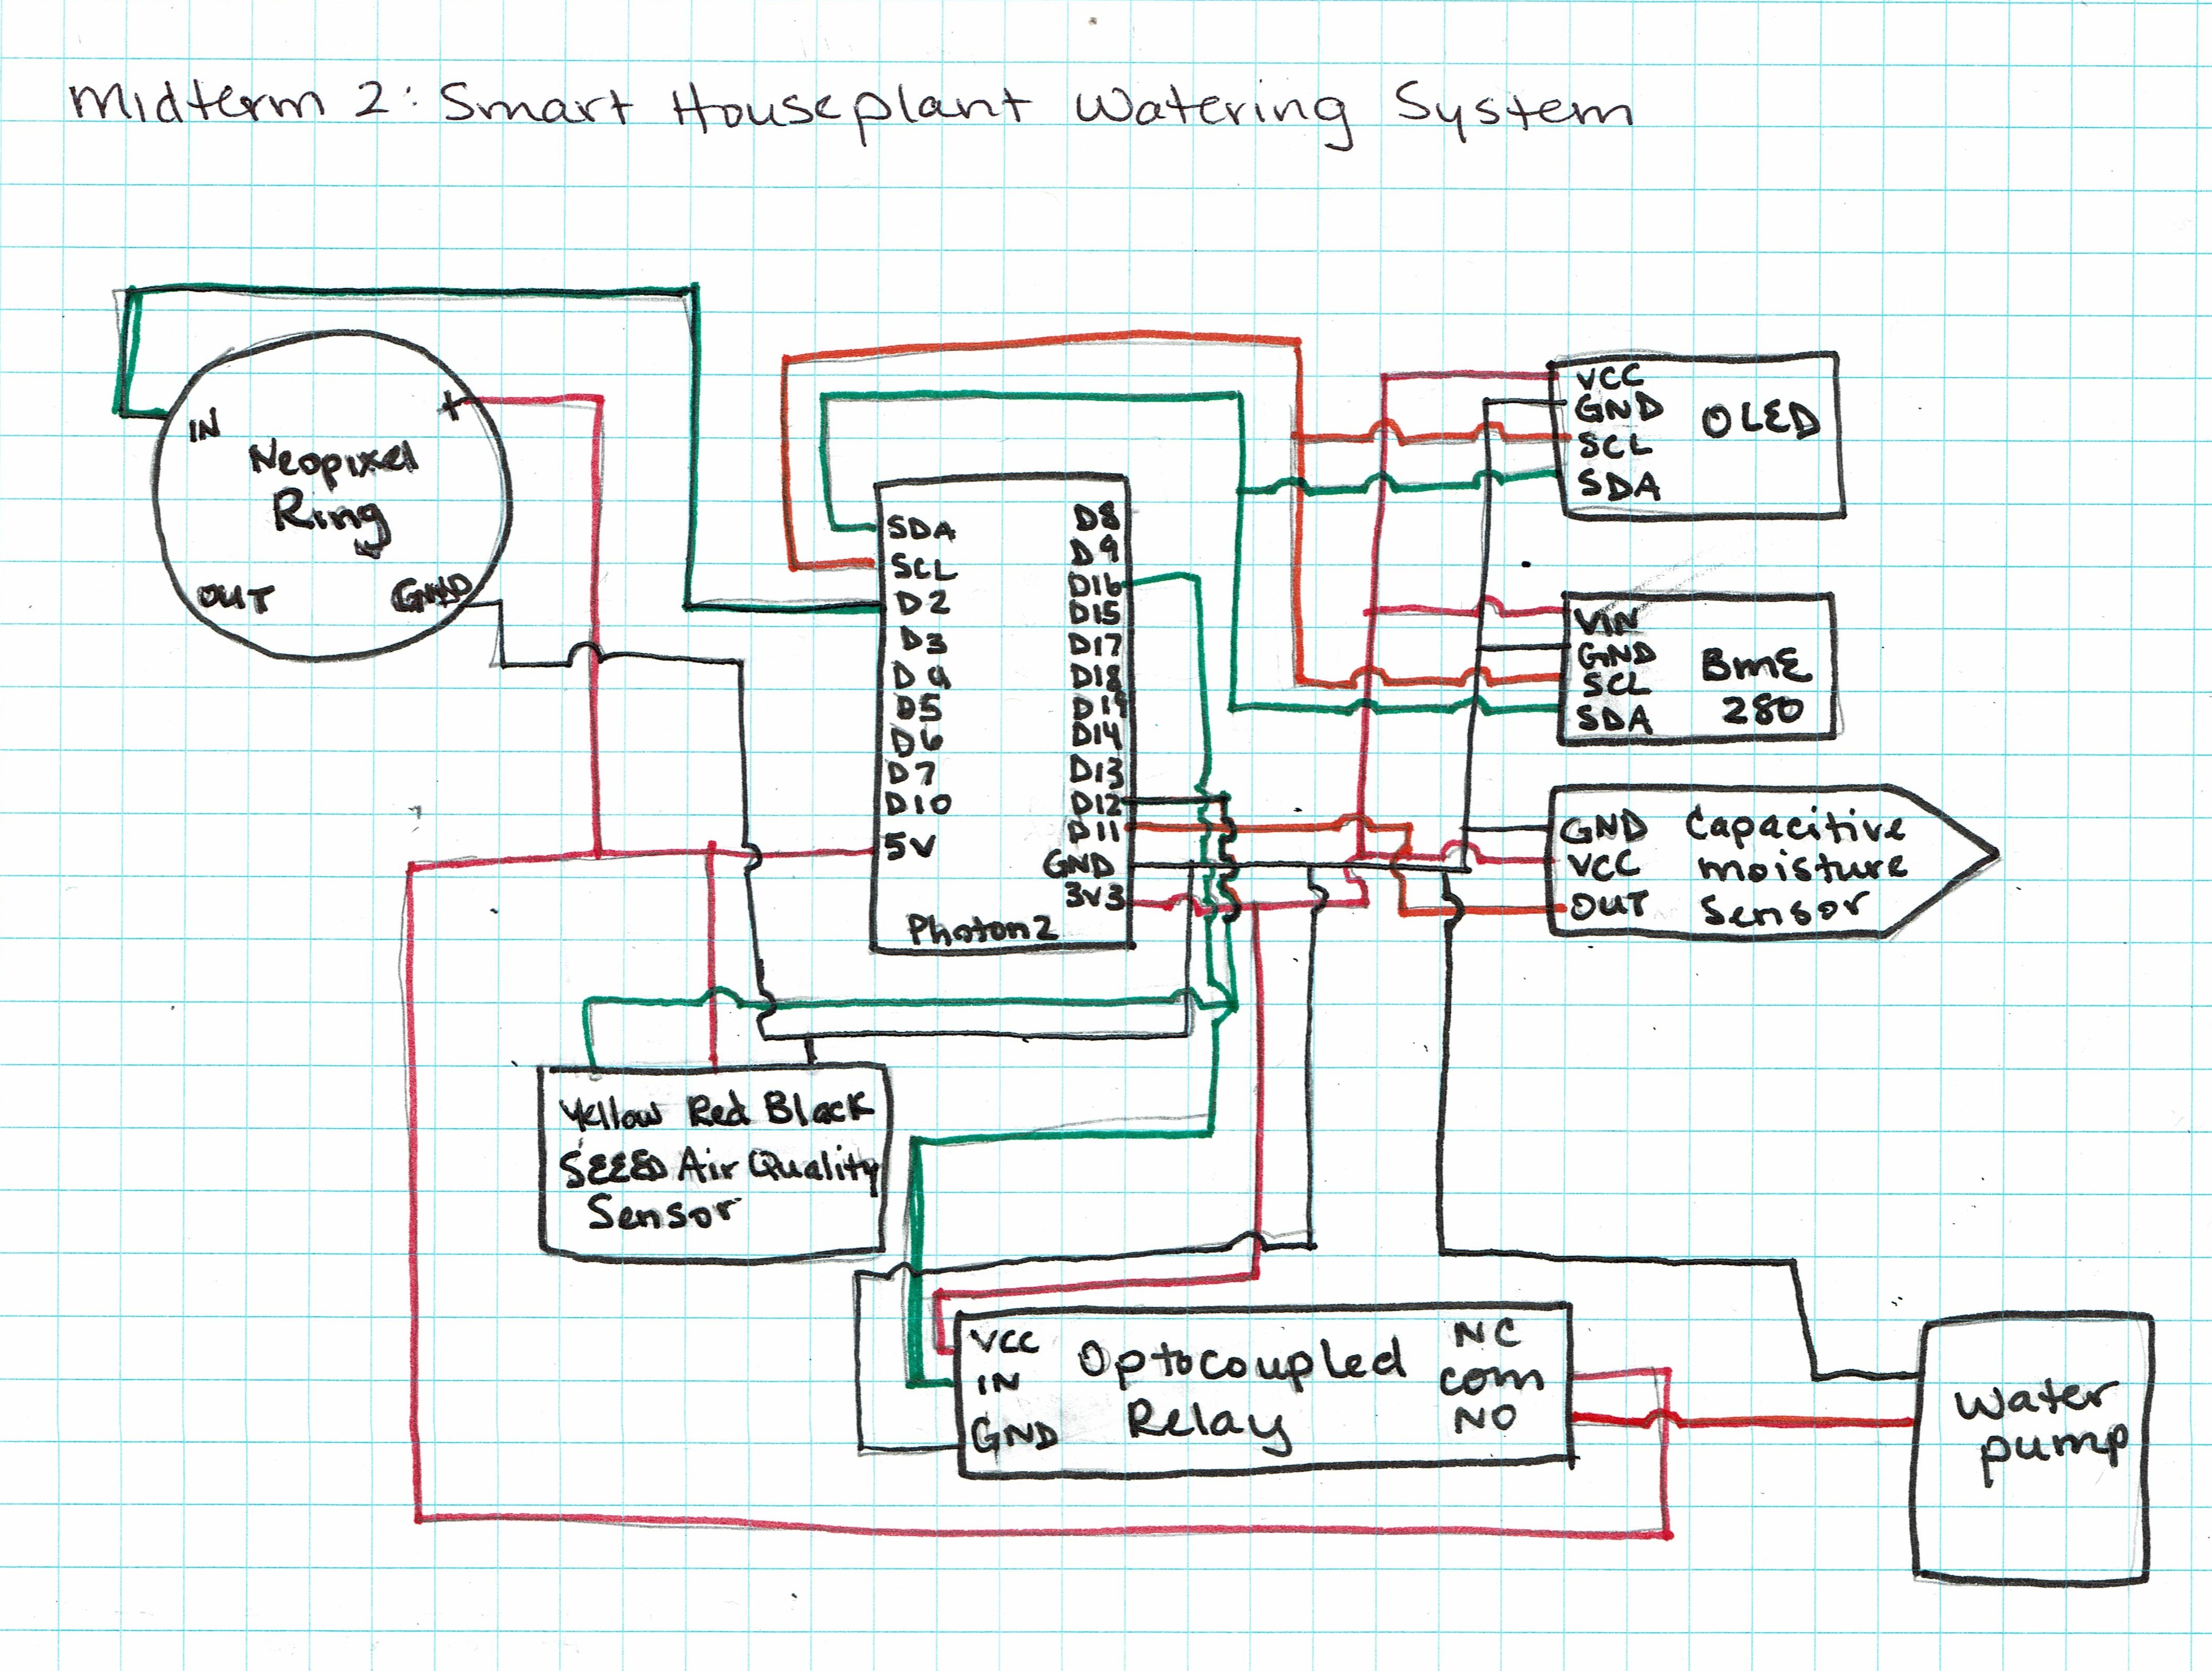 Midterm 2: Smart Houseplant Watering System
IN
+
Neopixel
Ring
OUT
GND
SDA
SCL
D2
D3
D4
D5
D6
D7
D10
5V
D8
D9
D16
D15
D17
D18
D19
D14
D13
D12
D11
GND
3V3
Photon2
VCC
GND
SCL
SDA
OLED
VIN
GND
SCL
SDA
BME
280
GND
VCC
OUT
Capacitive
Moisture
Sensor
Yellow Red Black
SEEED Air Quality
Sensor
VCC
IN
GND
Optocoupled
Relay
NC
COM
NO
Water
pump